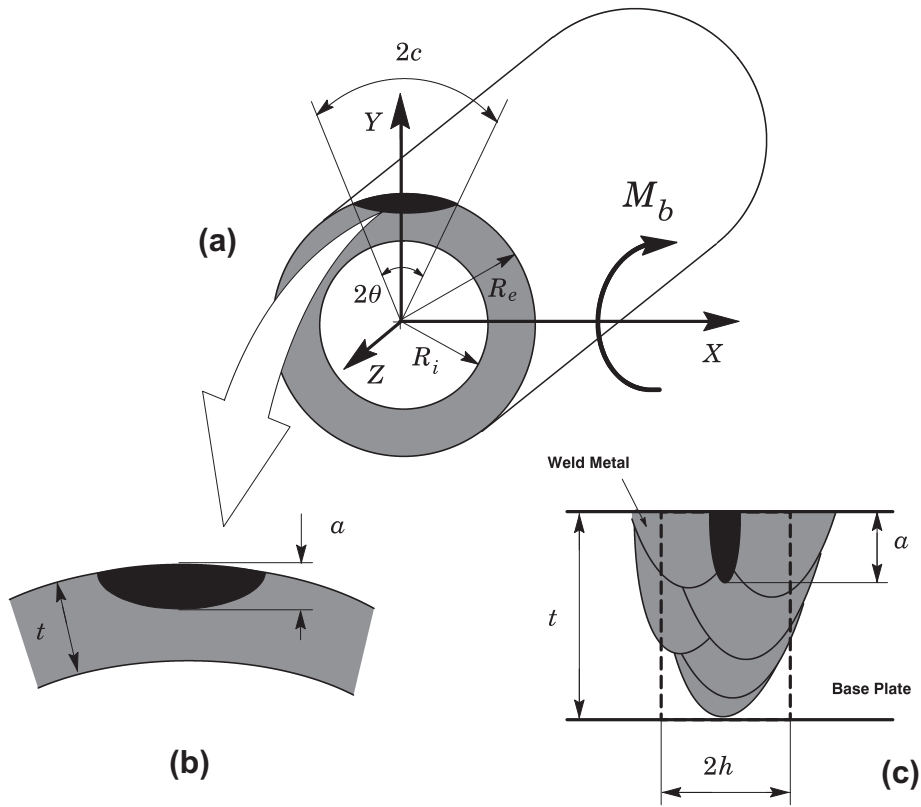 2c
Y
M_b
(a)
2θ
R_e
R_i
X
Z
Weld Metal
a
a
t
t
Base Plate
2h
(b)
(c)